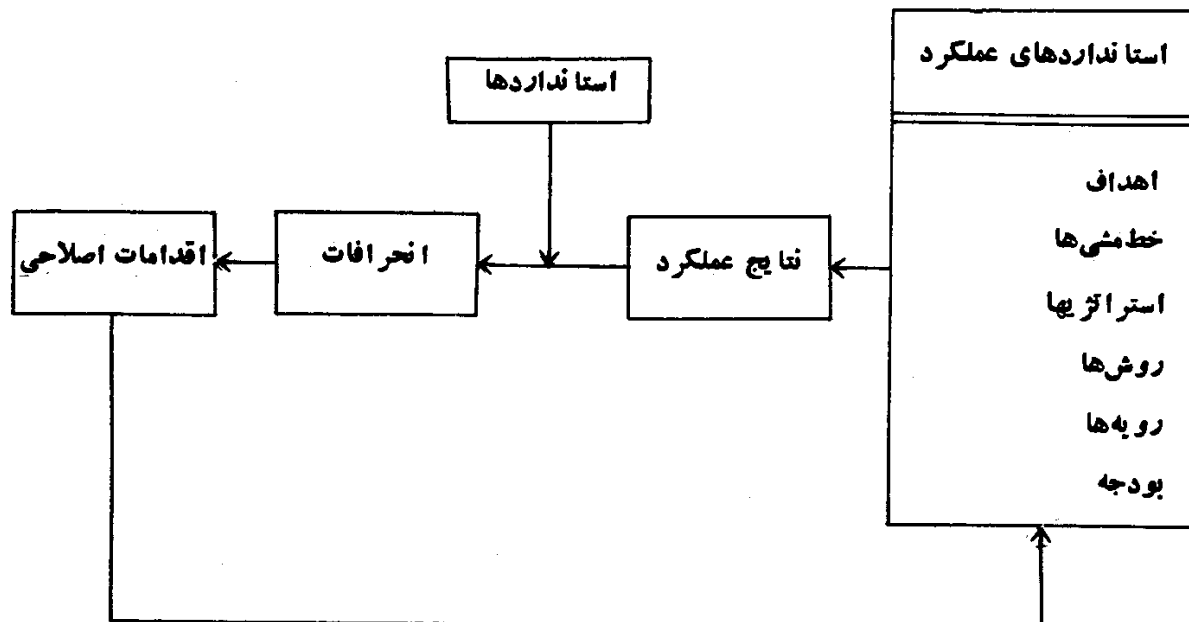 استانداردهای عملکرد
اهداف
خط‌مشی‌ها
استراتژیها
روش‌ها
رویه‌ها
بودجه
استانداردها
نتایج عملکرد
انحرافات
اقدامات اصلاحی